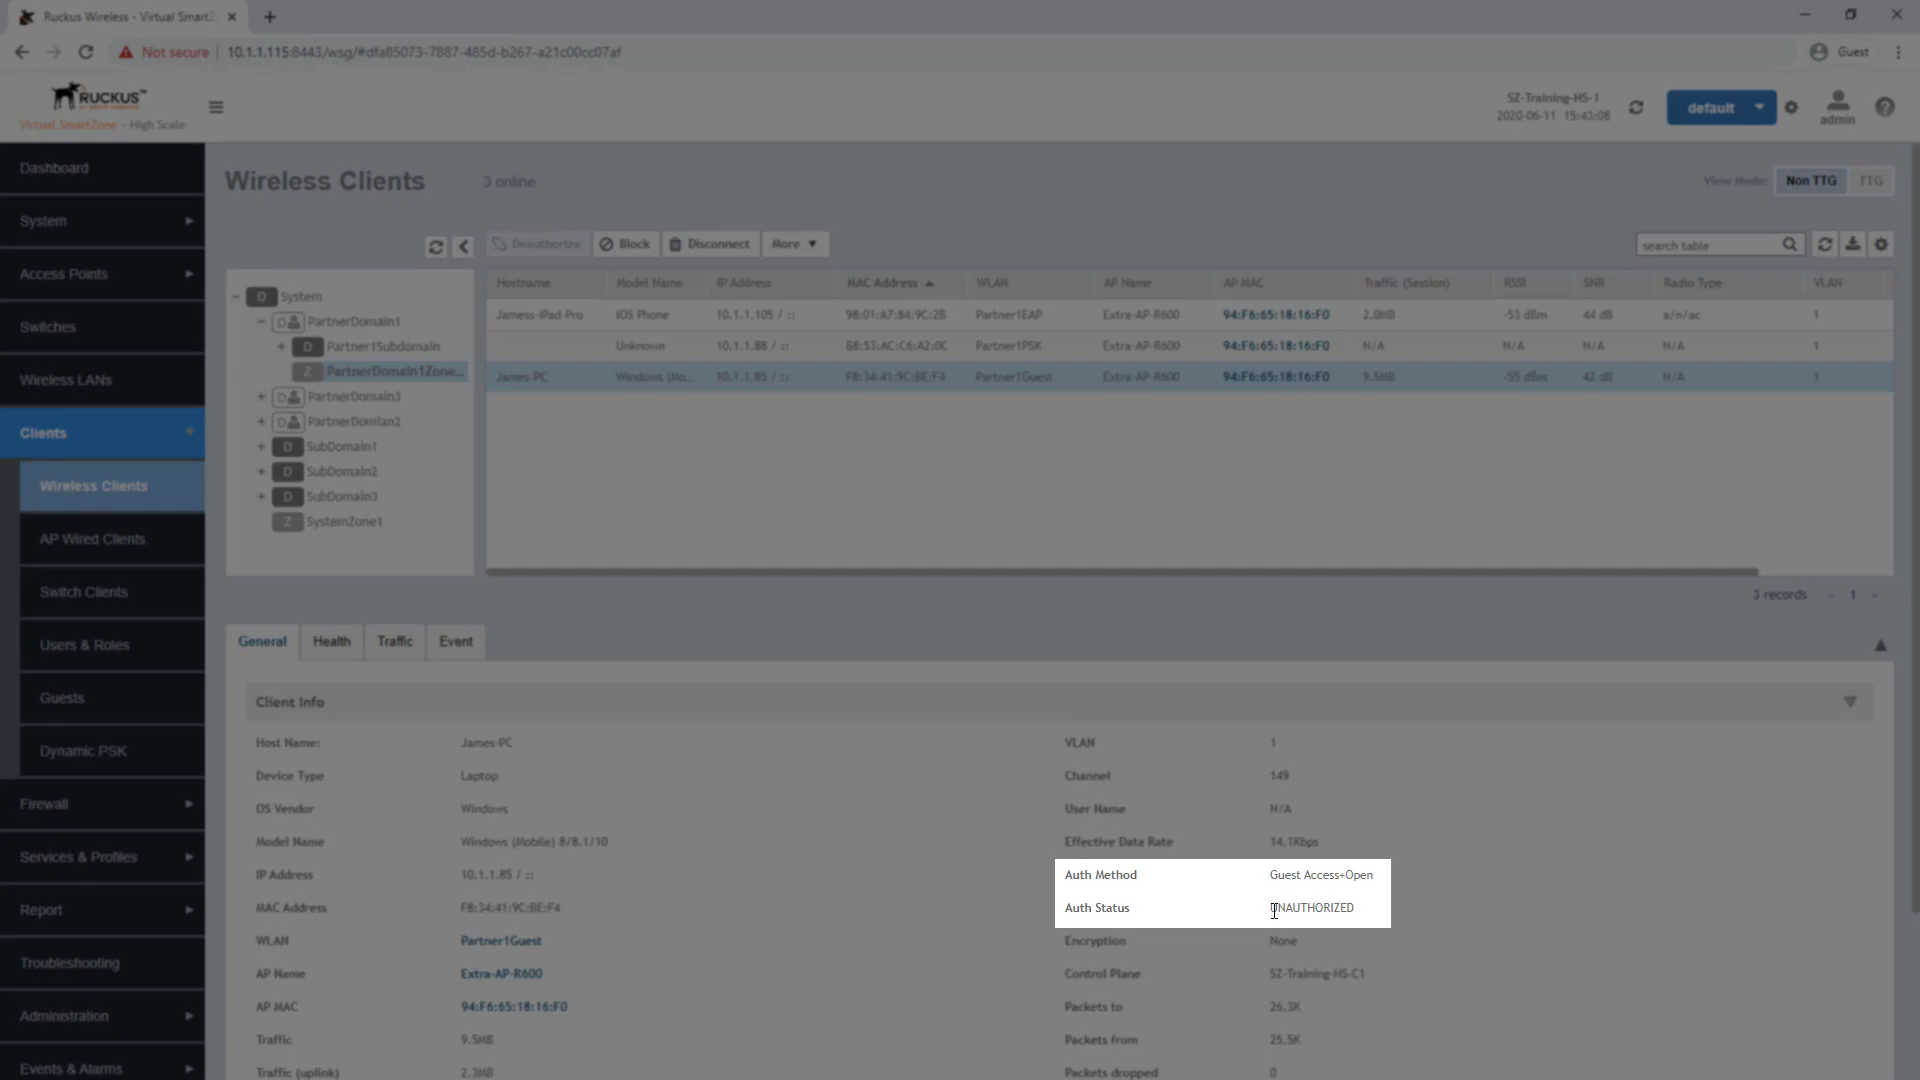 Ruckus Wireless - Virtual SmartZ
Not secure 10.1.1.115:8443/wsg/#dfa85073-7887-485d-b267-a21c00cc07af
Guest
RUCKUS™
Virtual SmartZone - High Scale
SZ-Training-HS-1
2020-06-11 15:43:08
default
admin
Dashboard
System
Access Points
Switches
Wireless LANs
Clients
Wireless Clients
AP Wired Clients
Switch Clients
Users & Roles
Guests
Dynamic PSK
Firewall
Services & Profiles
Report
Troubleshooting
Administration
Events & Alarms
Wireless Clients 3 online
View Mode: Non TTG TTG
Deauthorize Block Disconnect More
search table
D System
D PartnerDomain1
D Partner1Subdomain
Z PartnerDomain1Zone...
D PartnerDomain3
D PartnerDomian2
D SubDomain1
D SubDomain2
D SubDomain3
Z SystemZone1
Hostname Model Name IP Address MAC Address WLAN AP Name AP MAC Traffic (Session) RSSI SNR Radio Type VLAN
Jamess-iPad-Pro iOS Phone 10.1.1.105 / :: 98:01:A7:84:9C:2B Partner1EAP Extra-AP-R600 94:F6:65:18:16:F0 2.0MB -53 dBm 44 dB a/n/ac 1
Unknown 10.1.1.88 / :: B8:53:AC:C6:A2:0C Partner1PSK Extra-AP-R600 94:F6:65:18:16:F0 N/A N/A N/A N/A 1
James-PC Windows (Mo... 10.1.1.85 / :: F8:34:41:9C:BE:F4 Partner1Guest Extra-AP-R600 94:F6:65:18:16:F0 9.5MB -55 dBm 42 dB N/A 1
3 records 1
General Health Traffic Event
Client Info
Host Name: James-PC
Device Type Laptop
OS Vendor Windows
Model Name Windows (Mobile) 8/8.1/10
IP Address 10.1.1.85 / ::
MAC Address F8:34:41:9C:BE:F4
WLAN Partner1Guest
AP Name Extra-AP-R600
AP MAC 94:F6:65:18:16:F0
Traffic 9.5MB
Traffic (uplink) 2.3MB
VLAN 1
Channel 149
User Name N/A
Effective Data Rate 14.1Kbps
Auth Method Guest Access+Open
Auth Status UNAUTHORIZED
Encryption None
Control Plane SZ-Training-HS-C1
Packets to 26.3K
Packets from 25.5K
Packets dropped 0